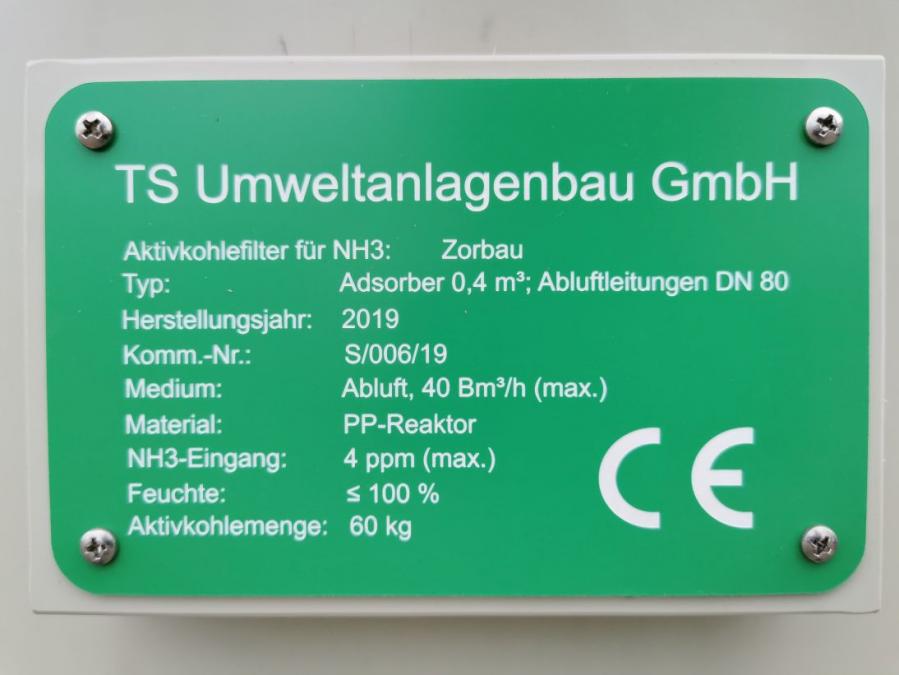 TS Umweltanlagenbau GmbH
Aktivkohlefilter für NH3: Zorbau
Typ: Adsorber 0,4 m³; Abluftleitungen DN 80
Herstellungsjahr: 2019
Komm.-Nr.: S/006/19
Medium: Abluft, 40 Bm³/h (max.)
Material: PP-Reaktor
NH3-Eingang: 4 ppm (max.)
Feuchte: ≤ 100 %
Aktivkohlemenge: 60 kg
CE